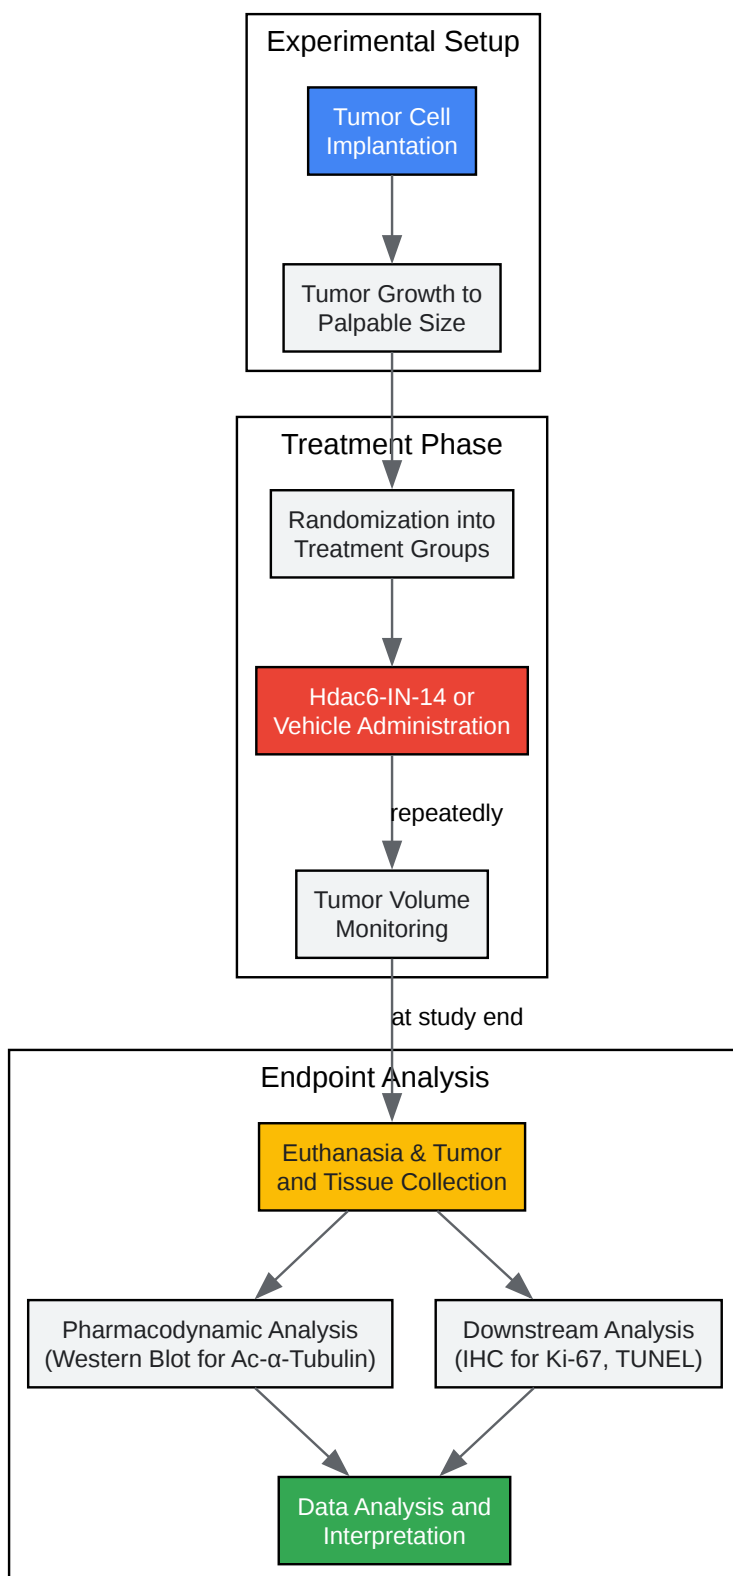 Experimental Setup
Tumor Cell
Implantation
Tumor Growth to
Palpable Size
Treatment Phase
Randomization into
Treatment Groups
Hdac6-IN-14 or
Vehicle Administration
repeatedly
Tumor Volume
Monitoring
at study end
Endpoint Analysis
Euthanasia & Tumor
and Tissue Collection
Pharmacodynamic Analysis
(Western Blot for Ac-α-Tubulin)
Downstream Analysis
(IHC for Ki-67, TUNEL)
Data Analysis and
Interpretation